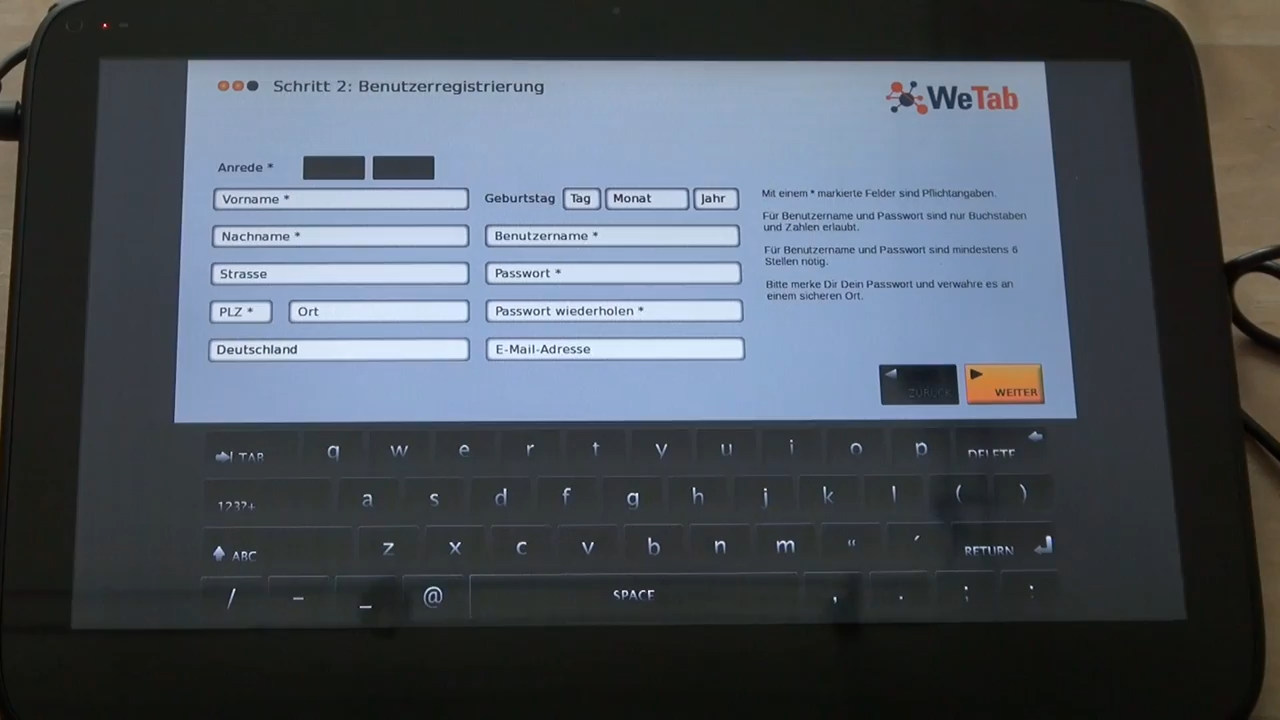 Schritt 2: Benutzerregistrierung
WeTab
Anrede *
Vorname *
Geburtstag Tag Monat Jahr
Nachname *
Benutzername *
Strasse
Passwort *
PLZ * Ort
Passwort wiederholen *
Deutschland
E-Mail-Adresse
Mit einem * markierte Felder sind Pflichtangaben.
Für Benutzername und Passwort sind nur Buchstaben
und Zahlen erlaubt.
Für Benutzername und Passwort sind mindestens 6
Stellen nötig.
Bitte merke Dir Dein Passwort und verwahre es an
einem sicheren Ort.
ZURÜCK WEITER
TAB q w e r t y u i o p DELETE
123?+ a s d f g h j k l ( )
ABC z x c v b n m “ ´ RETURN
/ - _ @ SPACE , . ; :